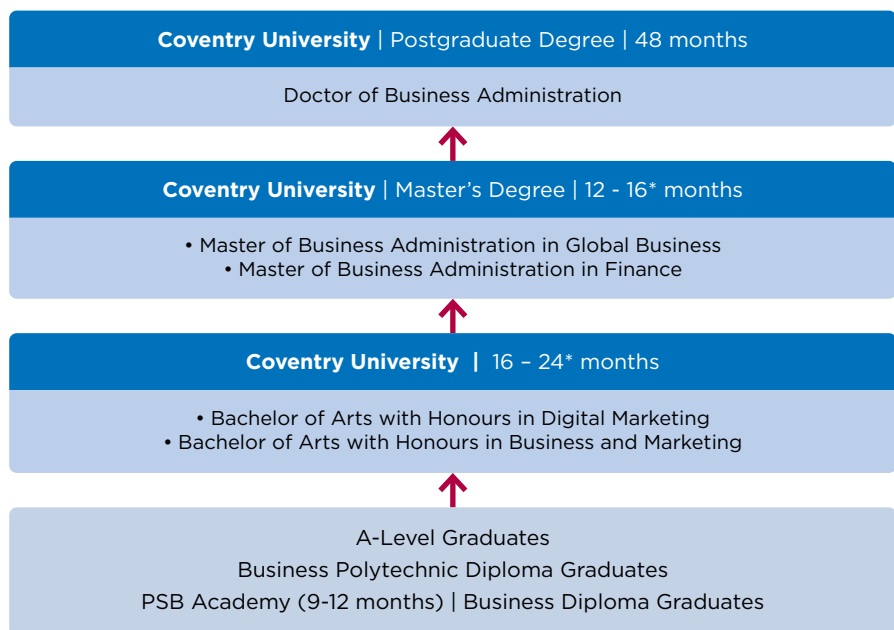 Coventry University | Postgraduate Degree | 48 months
Doctor of Business Administration
Coventry University | Master's Degree | 12 - 16* months
• Master of Business Administration in Global Business
• Master of Business Administration in Finance
Coventry University | 16 – 24* months
• Bachelor of Arts with Honours in Digital Marketing
• Bachelor of Arts with Honours in Business and Marketing
A-Level Graduates
Business Polytechnic Diploma Graduates
PSB Academy (9-12 months) | Business Diploma Graduates